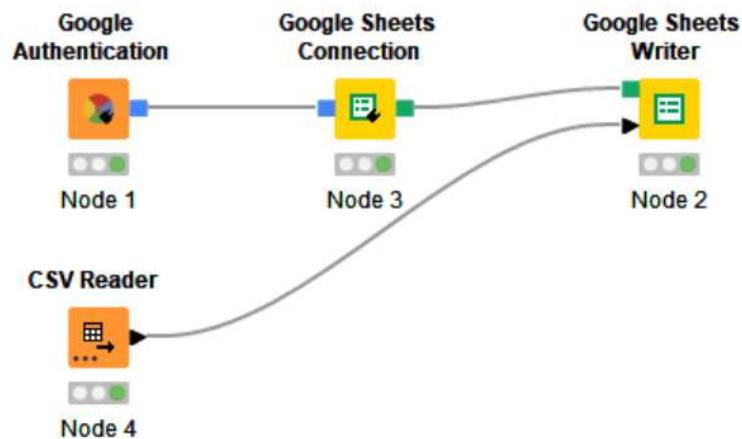 Google
Authentication
Google Sheets
Connection
Google Sheets
Writer
Node 1
Node 3
Node 2
CSV Reader
Node 4